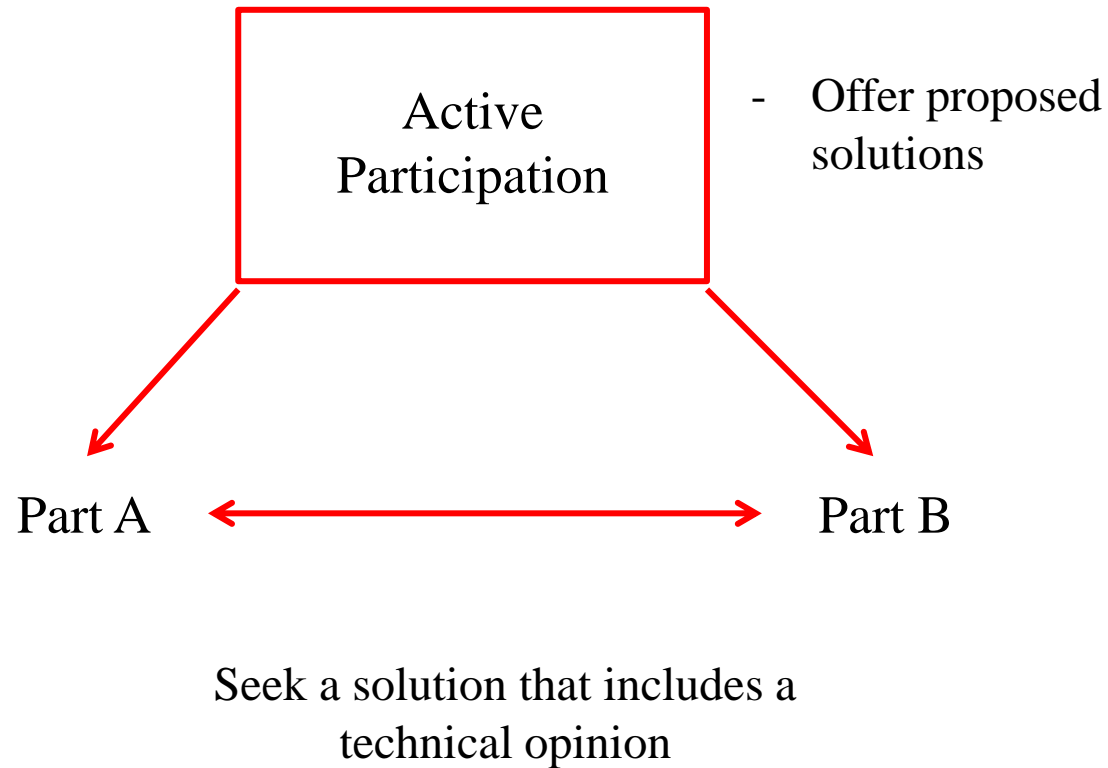 Active
Participation
- Offer proposed
solutions
Part A
Part B
Seek a solution that includes a
technical opinion